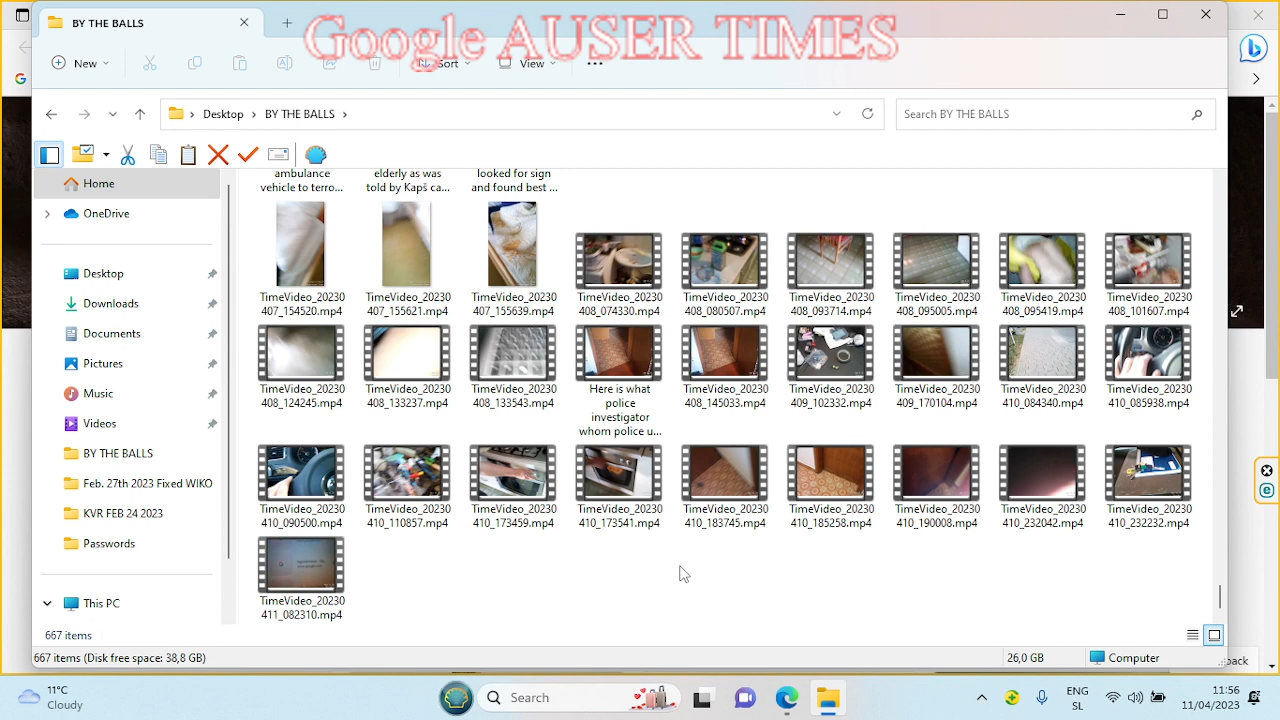 BY THE BALLS
Google AUSER TIMES
New
Sort
View
Desktop
BY THE BALLS
Search BY THE BALLS
Home
OneDrive
Desktop
Downloads
Documents
Pictures
Music
Videos
BY THE BALLS
Feb. 27th 2023 Fixed WIKO
KVR FEB 24 2023
Passwords
This PC
ambulance
vehicle to terro...
elderly as was
told by Kapš ca...
looked for sign
and found best ...
TimeVideo_20230
407_154520.mp4
TimeVideo_20230
407_155621.mp4
TimeVideo_20230
407_155639.mp4
TimeVideo_20230
408_074330.mp4
TimeVideo_20230
408_080507.mp4
TimeVideo_20230
408_093714.mp4
TimeVideo_20230
408_095005.mp4
TimeVideo_20230
408_095419.mp4
TimeVideo_20230
408_101607.mp4
TimeVideo_20230
408_124245.mp4
TimeVideo_20230
408_133237.mp4
TimeVideo_20230
408_133543.mp4
Here is what
police
investigator
whom police u...
TimeVideo_20230
408_145033.mp4
TimeVideo_20230
409_102332.mp4
TimeVideo_20230
409_170104.mp4
TimeVideo_20230
410_084340.mp4
TimeVideo_20230
410_085938.mp4
TimeVideo_20230
410_090500.mp4
TimeVideo_20230
410_110857.mp4
TimeVideo_20230
410_173459.mp4
TimeVideo_20230
410_173541.mp4
TimeVideo_20230
410_183745.mp4
TimeVideo_20230
410_185258.mp4
TimeVideo_20230
410_190008.mp4
TimeVideo_20230
410_232042.mp4
TimeVideo_20230
410_232232.mp4
TimeVideo_20230
411_082310.mp4
667 items
667 items (Disk free space: 38,8 GB)
26,0 GB
Computer
back
11°C
Cloudy
Search
ENG
SL
11:56
11/04/2023